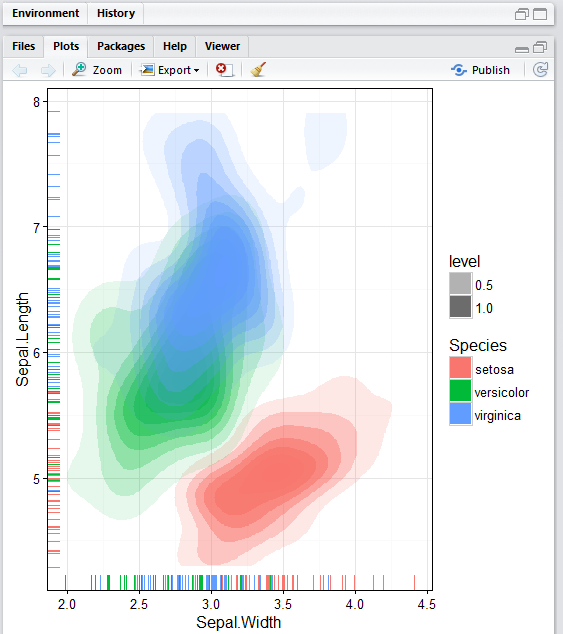 Environment History
Files Plots Packages Help Viewer
Zoom Export Publish
8
7
6
5
Sepal.Length
2.0 2.5 3.0 3.5 4.0 4.5
Sepal.Width
level
0.5
1.0
Species
setosa
versicolor
virginica